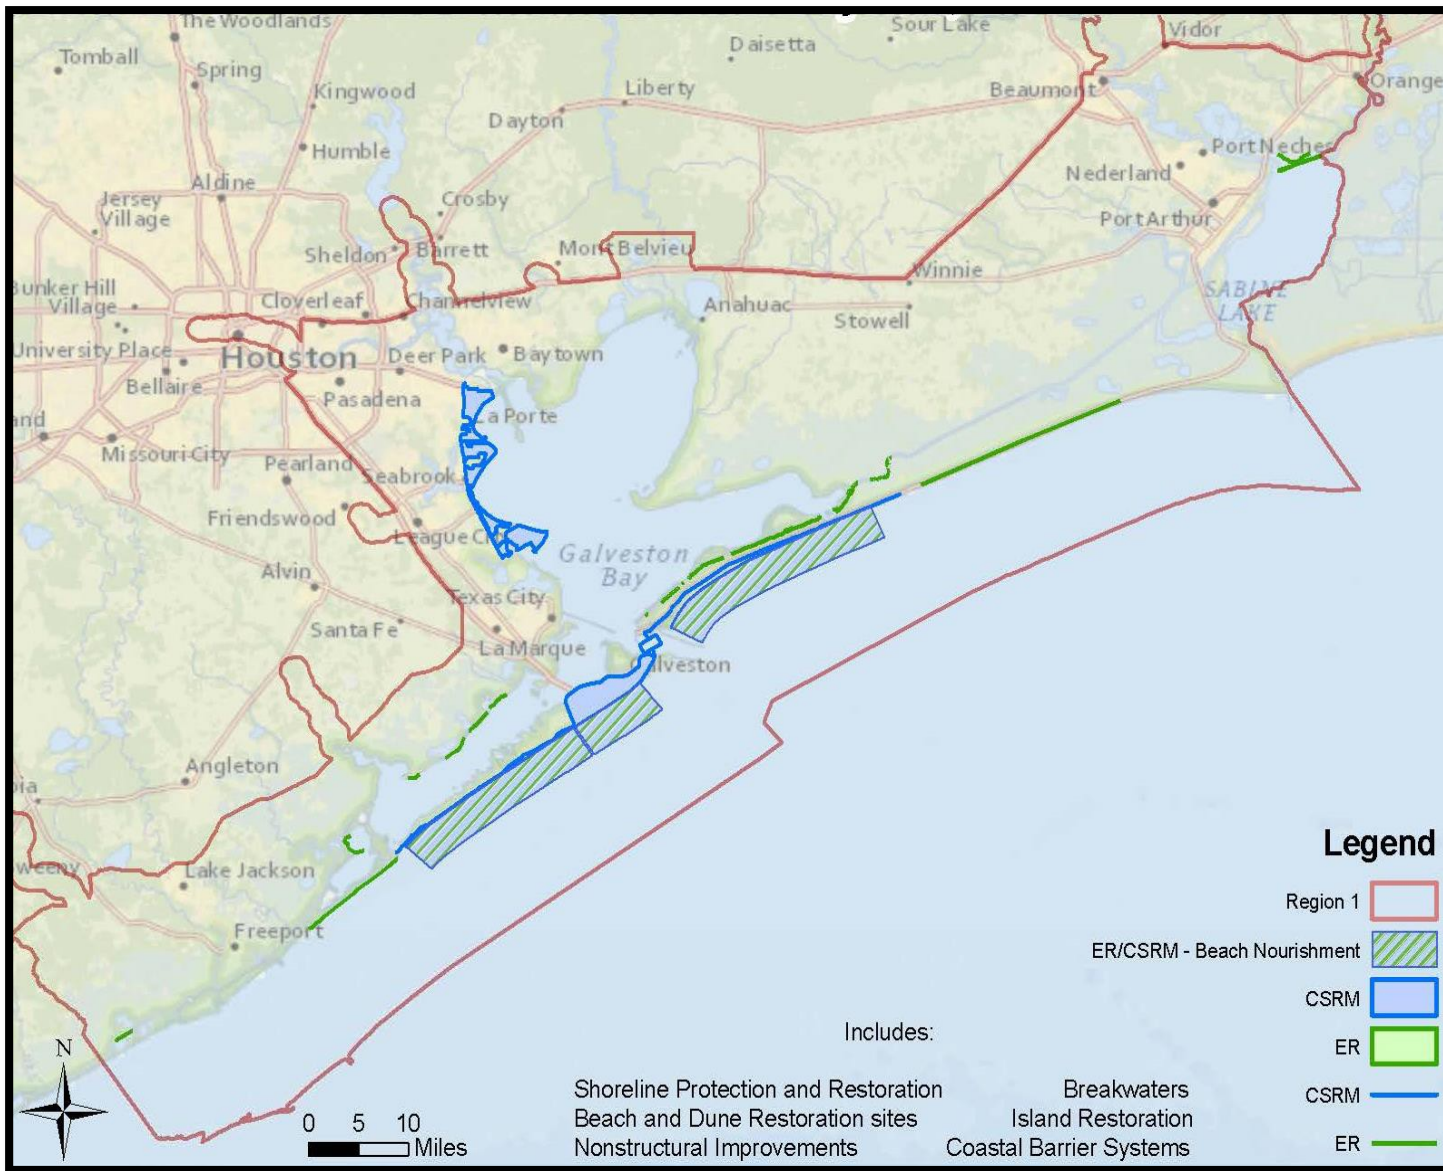 The Woodlands
Tomball
Spring
Kingwood
Humble
Aldine
Jersey
Village
Daisetta
Sour Lake
Liberty
Dayton
Vidor
Beaumont
Orange
Port Neches
Nederland
Port Arthur
Crosby
Sheldon
Barrett
Mont Belvieu
Winnie
Bunker Hill
Village
Cloverleaf
Channelview
Anahuac
Stowell
SABINE
LAKE
University Place
Houston
Deer Park
Baytown
Bellaire
Pasadena
La Porte
Missouri City
Pearland
Seabrook
Friendswood
League
Galveston
Bay
Alvin
Texas City
Santa Fe
La Marque
Galveston
Angleton
Lake Jackson
Freeport
Legend
Region 1
ER/CSRM - Beach Nourishment
CSRM
ER
CSRM
ER
Includes:
Shoreline Protection and Restoration Breakwaters
Beach and Dune Restoration sites Island Restoration
Nonstructural Improvements Coastal Barrier Systems
N
0 5 10
Miles